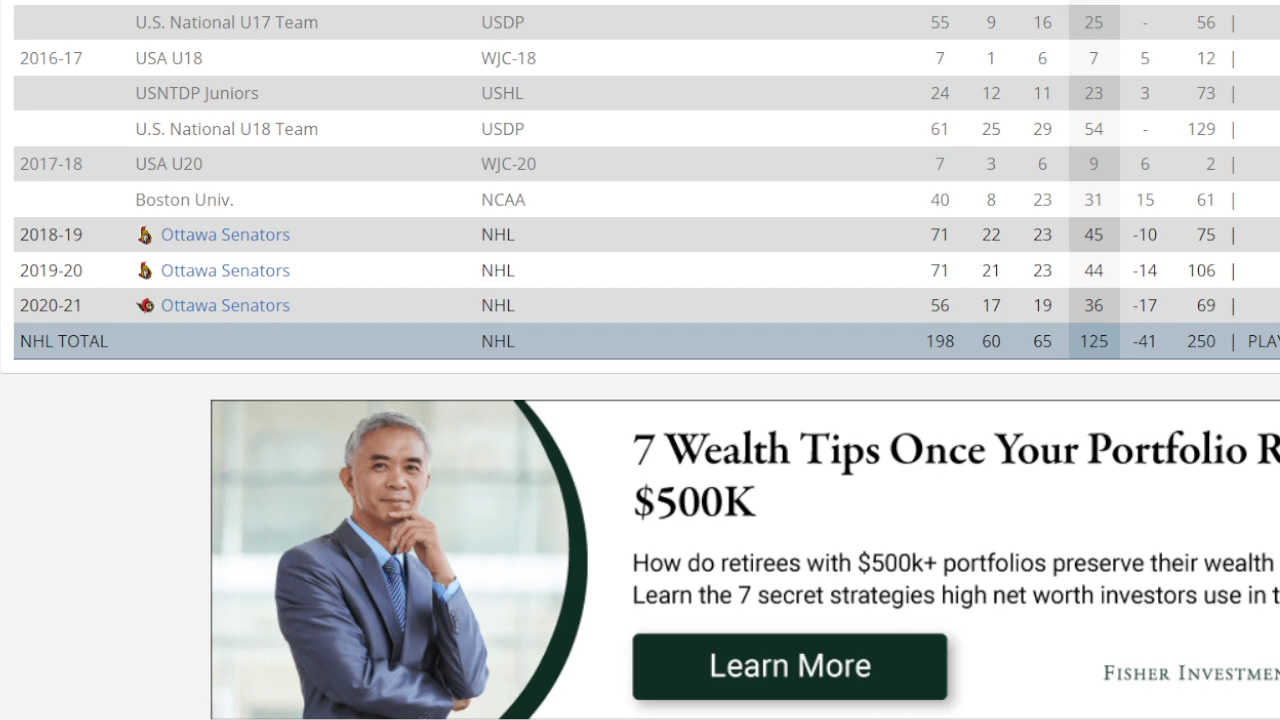 U.S. National U17 Team USDP 55 9 16 25 - 56 |
2016-17 USA U18 WJC-18 7 1 6 7 5 12 |
USNTDP Juniors USHL 24 12 11 23 3 73 |
U.S. National U18 Team USDP 61 25 29 54 - 129 |
2017-18 USA U20 WJC-20 7 3 6 9 6 2 |
Boston Univ. NCAA 40 8 23 31 15 61 |
2018-19 Ottawa Senators NHL 71 22 23 45 -10 75 |
2019-20 Ottawa Senators NHL 71 21 23 44 -14 106 |
2020-21 Ottawa Senators NHL 56 17 19 36 -17 69 |
NHL TOTAL NHL 198 60 65 125 -41 250 | PLAY
7 Wealth Tips Once Your Portfolio R
$500K
How do retirees with $500k+ portfolios preserve their wealth
Learn the 7 secret strategies high net worth investors use in t
Learn More
FISHER INVESTMEN